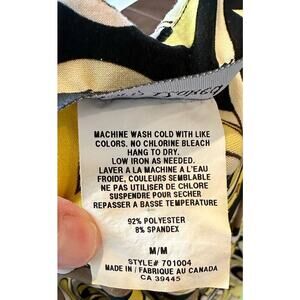 MACHINE WASH COLD WITH LIKE
COLORS. NO CHLORINE BLEACH
HANG TO DRY.
LOW IRON AS NEEDED.
LAVER A LA MACHINE A L'EAU
FROIDE, COULEURS SEMBLABLE
NE PAS UTILISER DE CHLORE
SUSPENDRE POUR SECHER
REPASSER A BASSE TEMPERATURE
92% POLYESTER
8% SPANDEX
M/M
STYLE# 701004
MADE IN / FABRIQUE AU CANADA
CA 39445